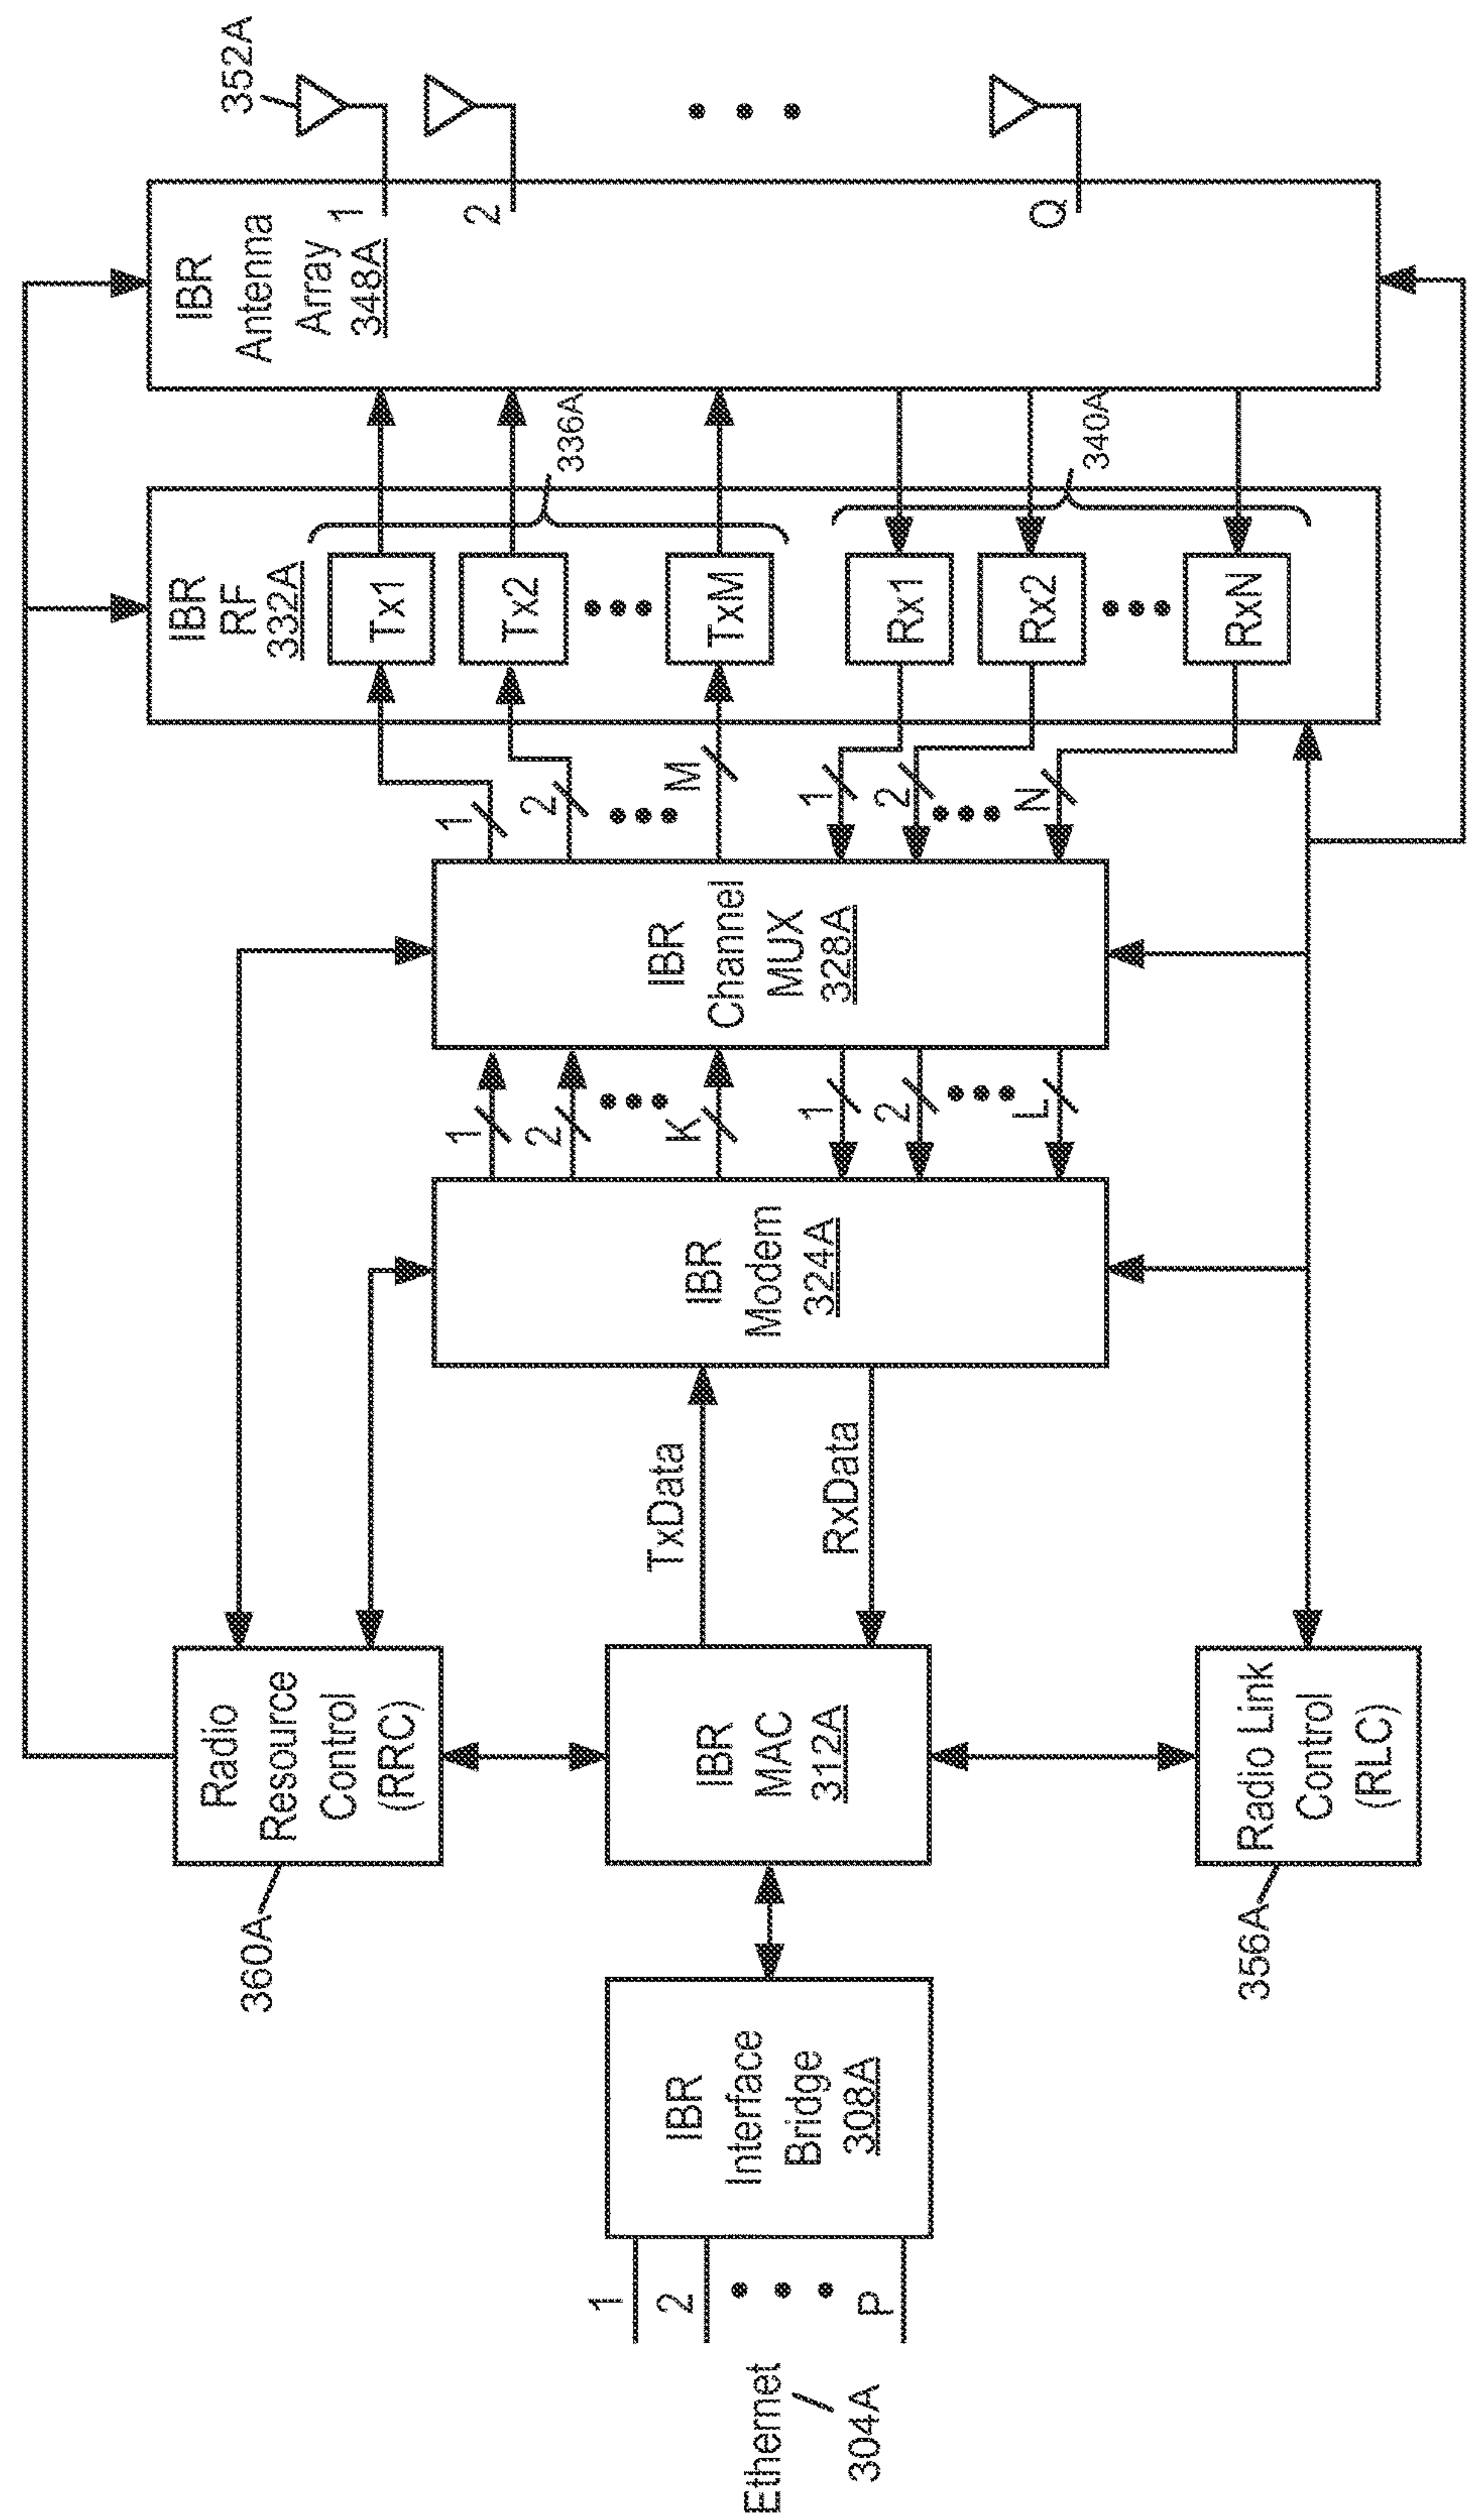 Ethernet
304A
1
2
P
IBR
Interface
Bridge
308A
360A
Radio
Resource
Control
(RRC)
IBR
MAC
312A
356A
Radio Link
Control
(RLC)
TxData
RxData
IBR
Modem
324A
1
2
K
1
2
L
IBR
Channel
MUX
328A
1
2
M
1
2
N
IBR
RF
332A
Tx1
Tx2
TxM
Rx1
Rx2
RxN
336A
340A
IBR
Antenna
Array
348A
1
2
Q
352A